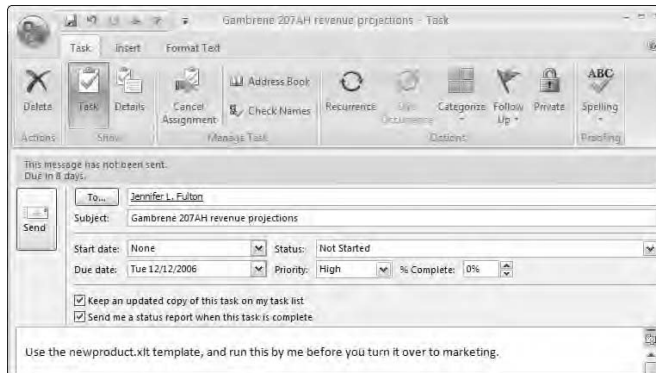 Gambrene 207AH revenue projections - Task
Task Insert Format Text
Delete Task Details Cancel Assignment Address Book Check Names Recurrence Skip Occurrence Categorize Follow Up Private ABC Spelling
Actions Show Manage Task Options Proofing
This message has not been sent.
Due in 8 days.
Send
To... Jennifer L. Fulton
Subject: Gambrene 207AH revenue projections
Start date: None Status: Not Started
Due date: Tue 12/12/2006 Priority: High % Complete: 0%
Keep an updated copy of this task on my task list
Send me a status report when this task is complete
Use the newproduct.xlt template, and run this by me before you turn it over to marketing.